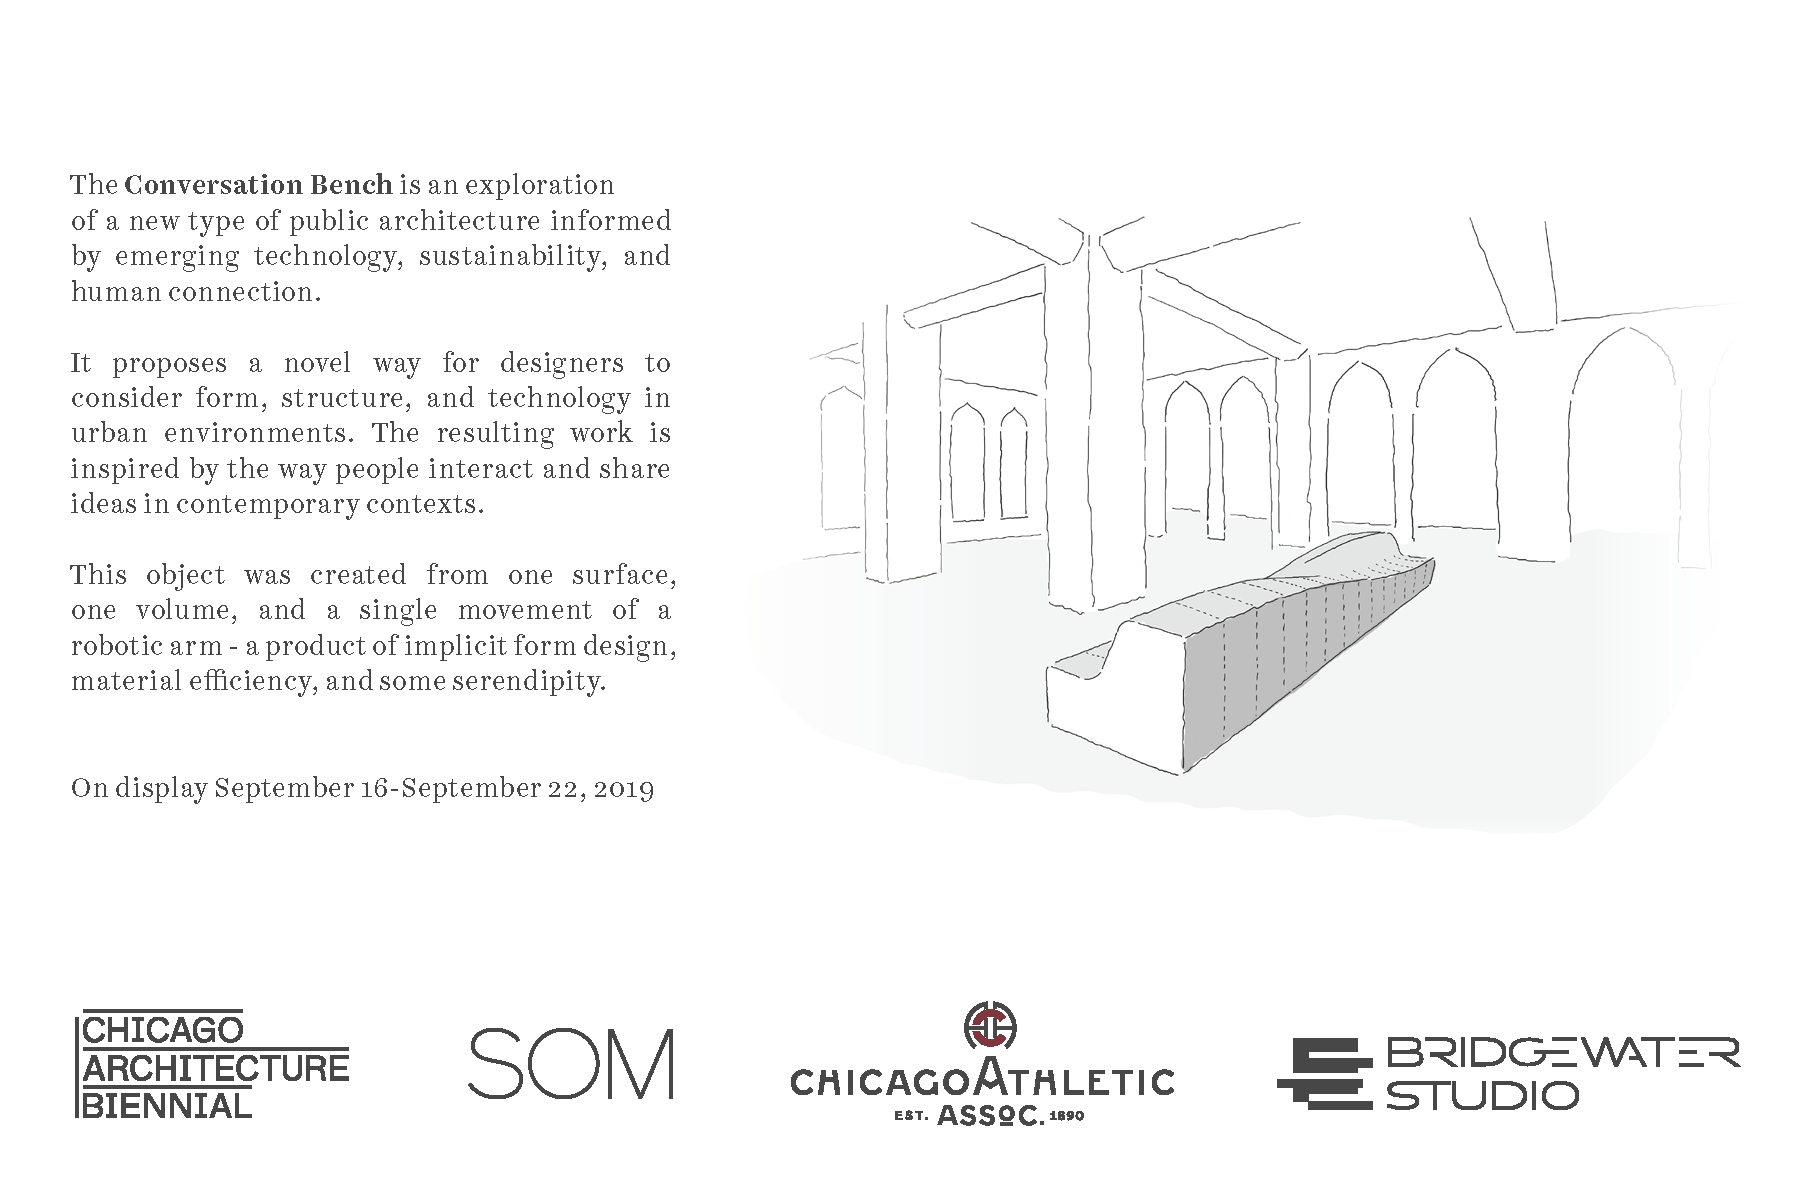 The Conversation Bench is an exploration
of a new type of public architecture informed
by emerging technology, sustainability, and
human connection.
It proposes a novel way for designers to
consider form, structure, and technology in
urban environments. The resulting work is
inspired by the way people interact and share
ideas in contemporary contexts.
This object was created from one surface,
one volume, and a single movement of a
robotic arm - a product of implicit form design,
material efficiency, and some serendipity.
On display September 16-September 22, 2019
CHICAGO
ARCHITECTURE
BIENNIAL
SOM
CHICAGO ATHLETIC
EST. ASSOC. 1890
BRIDGEWATER
STUDIO